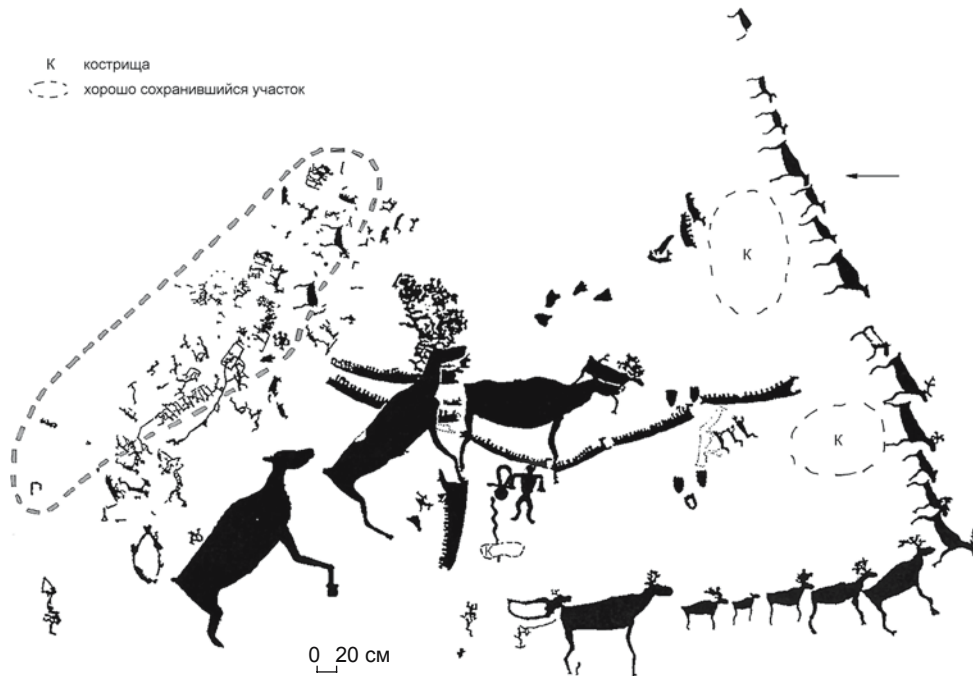 К кострища
хорошо сохранившийся участок
К
К
К
0 20 см